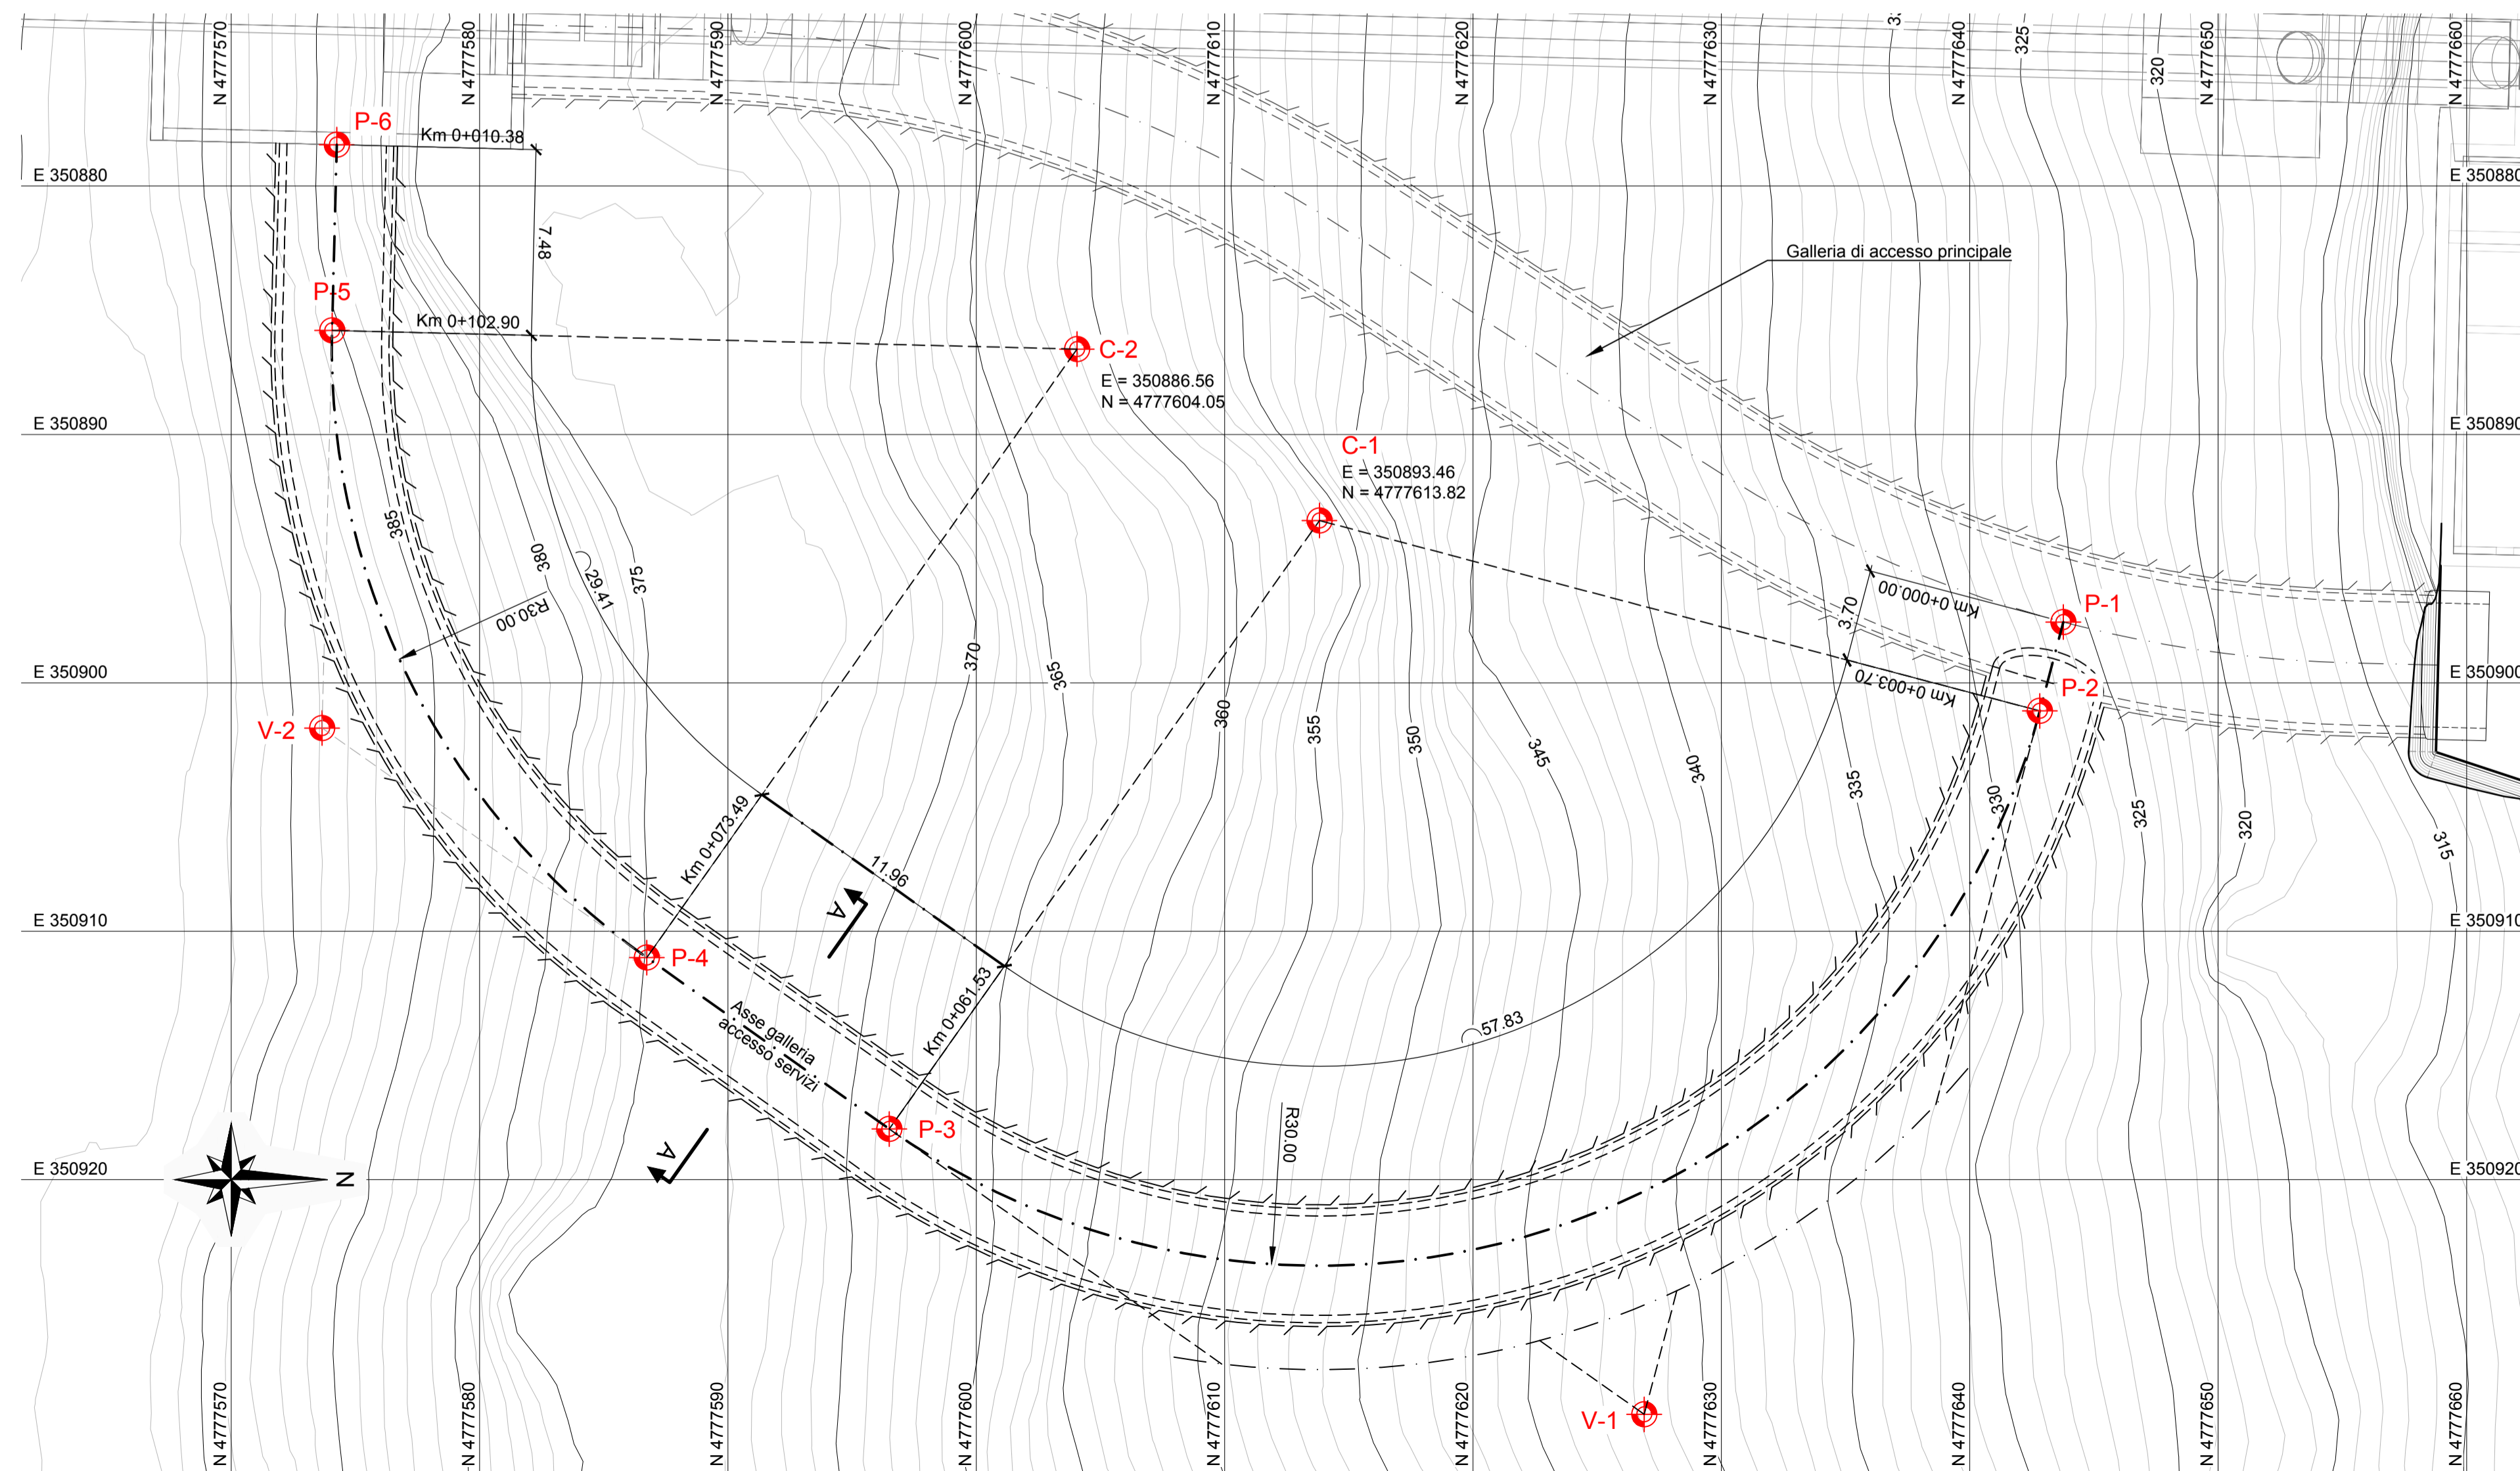 N 4777570
N 4777580
N 4777590
N 4777600
N 4777610
N 4777620
N 4777630
N 4777640
325
N 4777650
N 4777660
320
P-6
Km 0+010.38
E 350880
E 350880
7.48
Galleria di accesso principale
P-5
Km 0+102.90
C-2
E = 350886.56
N = 4777604.05
E 350890
E 350890
C-1
E = 350893.46
N = 4777613.82
385
380
29.41
375
R30.00
Km 0+000.00
3.70
P-1
E 350900
E 350900
370
365
360
355
350
345
340
335
330
325
320
315
Km 0+003.70
P-2
V-2
Km 0+073.49
11.96
A
E 350910
E 350910
P-4
Km 0+061.53
57.83
Asse galleria
accesso servizi
P-3
R30.00
A
E 350920
E 350920
N
V-1
N 4777570
N 4777580
N 4777590
N 4777600
N 4777610
N 4777620
N 4777630
N 4777640
N 4777650
N 4777660